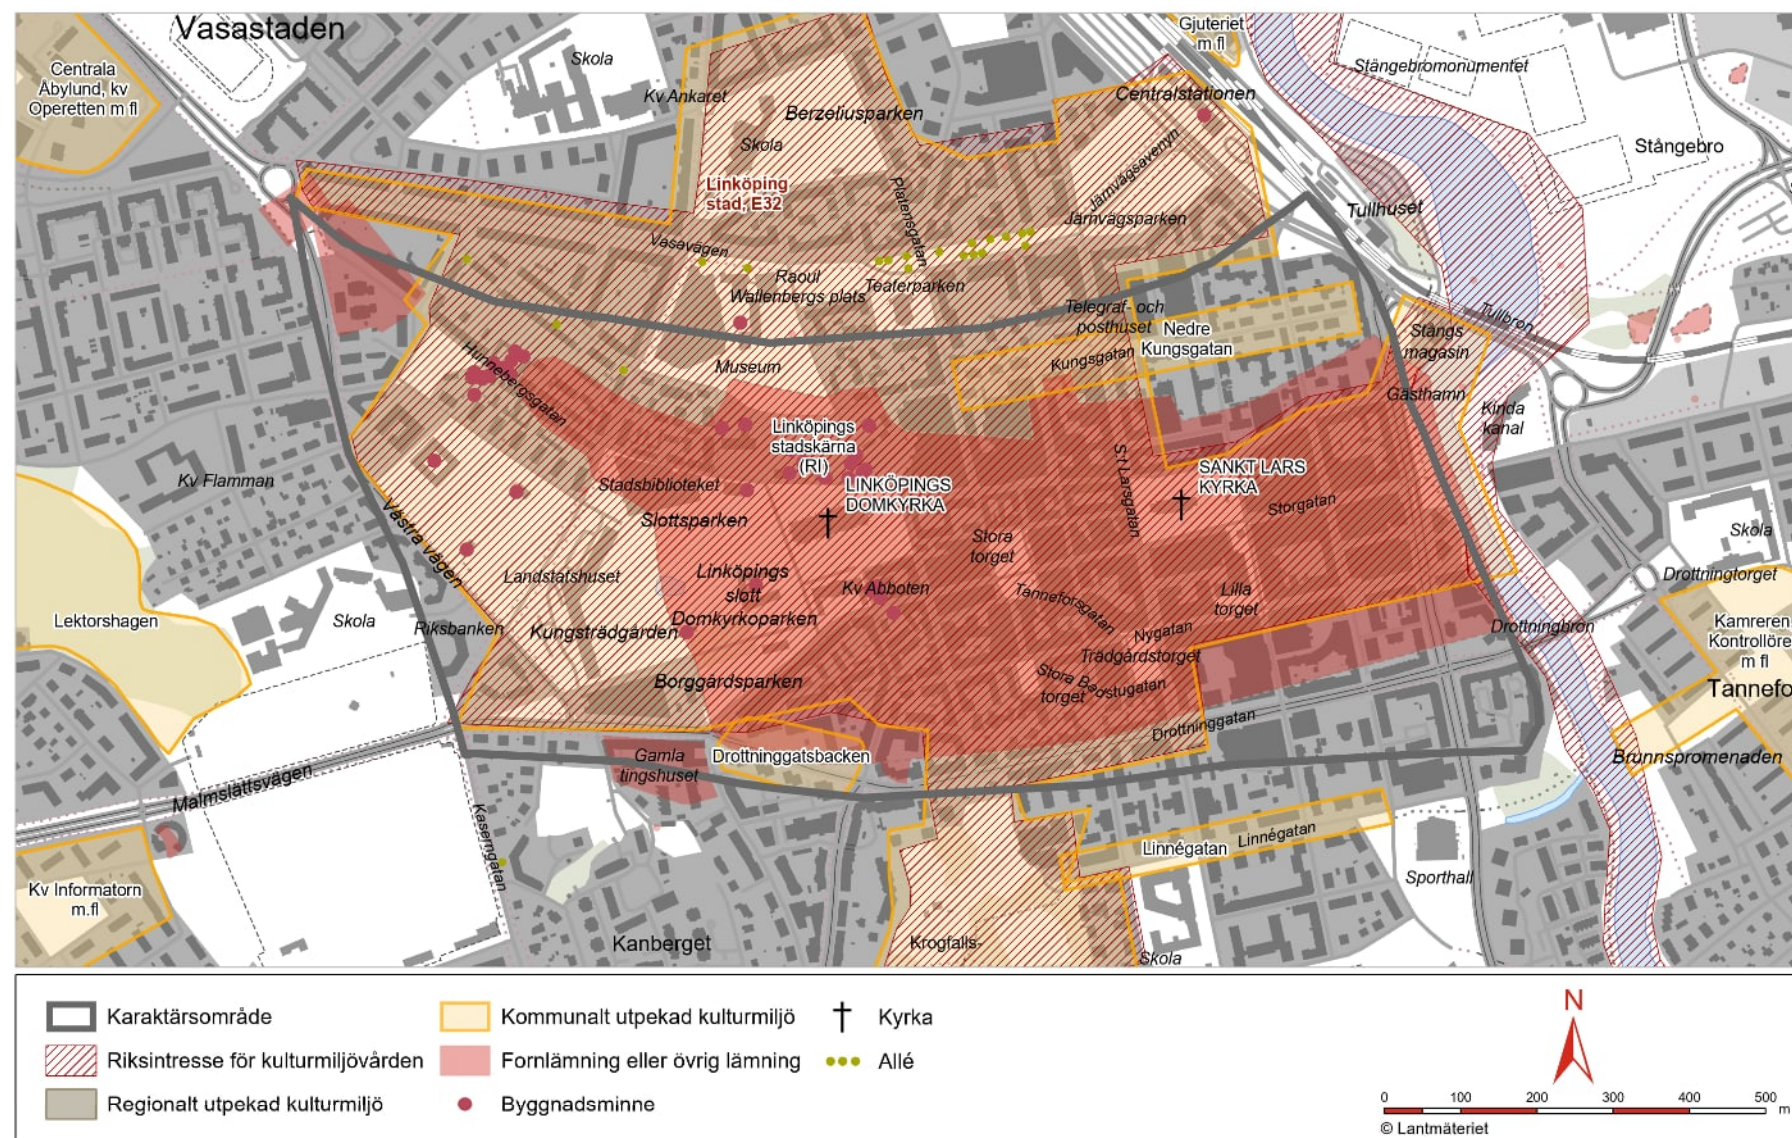 Vasastaden
Gjuteriet
m fl
Skola
Stångebromonumentet
Centrala
Åbylund, kv
Operetten m fl
Kv Ankaret
Berzeliusparken
Centralstationen
Skola
Stångebro
Järnvägsavenyn
Linköping
stad, E32
Platensgatan
Tullhuset
Järnvägsparken
Vasavägen
Raoul
Wallenbergs plats
Teaterparken
Telegraf- och
posthuset
Nedre
Kungsgatan
Tullbron
Stångs
magasin
Hunnebergsgatan
Museum
Kungsgatan
Gästhamn
Kinda
kanal
Linköpings
stadskärna
(RI)
Kv Flamman
Stadsbiblioteket
LINKÖPINGS
DOMKYRKA
S:t Larsgatan
SANKT LARS
KYRKA
Storgatan
Slottsparken
Västra vägen
Stora
torget
Skola
Landstatshuset
Linköpings
slott
Kv Abboten
Drottningtorget
Domkyrkoparken
Tanneforsgatan
Lilla
torget
Lektorshagen
Skola
Riksbanken
Kungsträdgården
Nygatan
Drottningbron
Kamreren
Kontrollöre
m fl
Trädgårdstorget
Borggårdsparken
Stora Badstugatan
torget
Tannefo
Drottninggatan
Gamla
tingshuset
Drottninggatsbacken
Brunnspromenaden
Malmslättsvägen
Kaserngatan
Linnégatan
Linnégatan
Kv Informatorn
m.fl
Sporthall
Kanberget
Krogfalls-
Skola
Karaktärsområde
Kommunalt utpekad kulturmiljö
Kyrka
Riksintresse för kulturmiljövården
Fornlämning eller övrig lämning
Allé
Regionalt utpekad kulturmiljö
Byggnadsminne
N
0 100 200 300 400 500
m
© Lantmäteriet